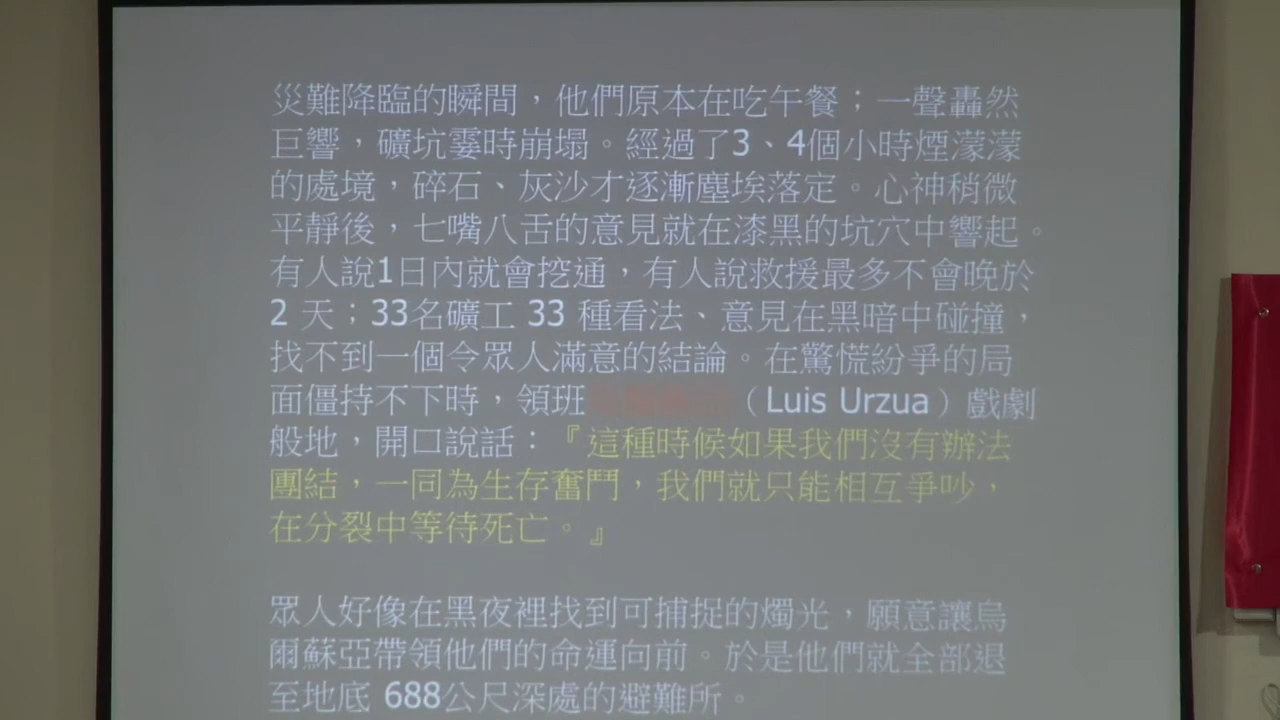 災難降臨的瞬間，他們原本在吃午餐；一聲轟然
巨響，礦坑霎時崩塌。經過了3、4個小時煙濛濛
的處境，碎石、灰沙才逐漸塵埃落定。心神稍微
平靜後，七嘴八舌的意見就在漆黑的坑穴中響起。
有人說1日內就會挖通，有人說救援最多不會晚於
2 天；33名礦工 33 種看法、意見在黑暗中碰撞，
找不到一個令眾人滿意的結論。在驚慌紛爭的局
面僵持不下時，領班（Luis Urzua）戲劇
般地，開口說話：『這種時候如果我們沒有辦法
團結，一同為生存奮鬥，我們就只能相互爭吵，
在分裂中等待死亡。』
眾人好像在黑夜裡找到可捕捉的燭光，願意讓烏
爾蘇亞帶領他們的命運向前。於是他們就全部退
至地底 688公尺深處的避難所。